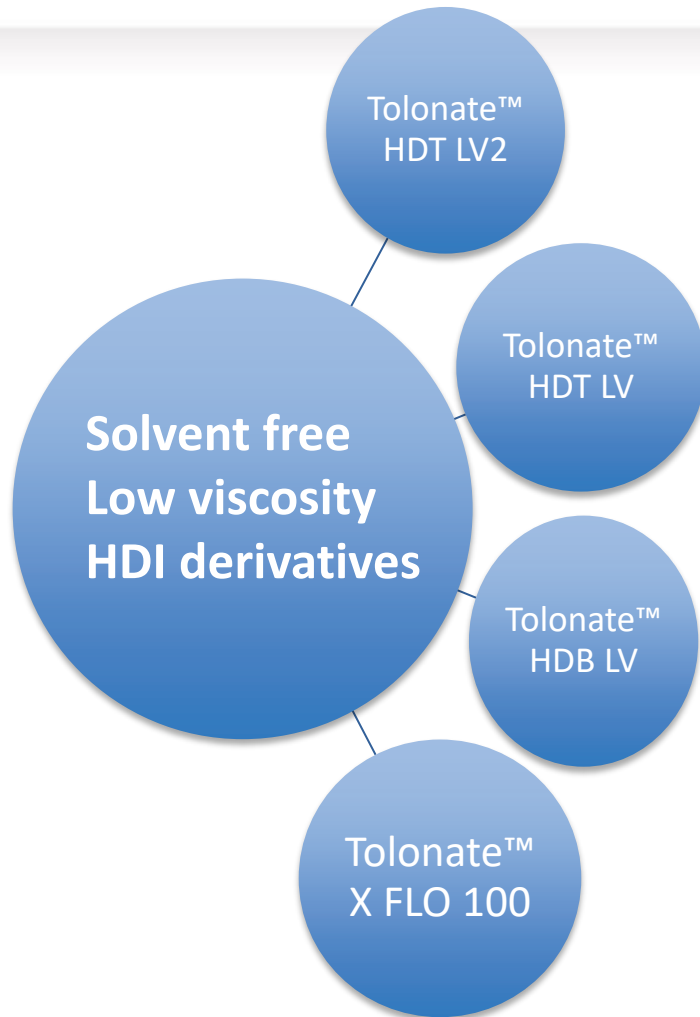 Tolonate™
HDT LV2
Tolonate™
HDT LV
Solvent free
Low viscosity
HDI derivatives
Tolonate™
HDB LV
Tolonate™
X FLO 100